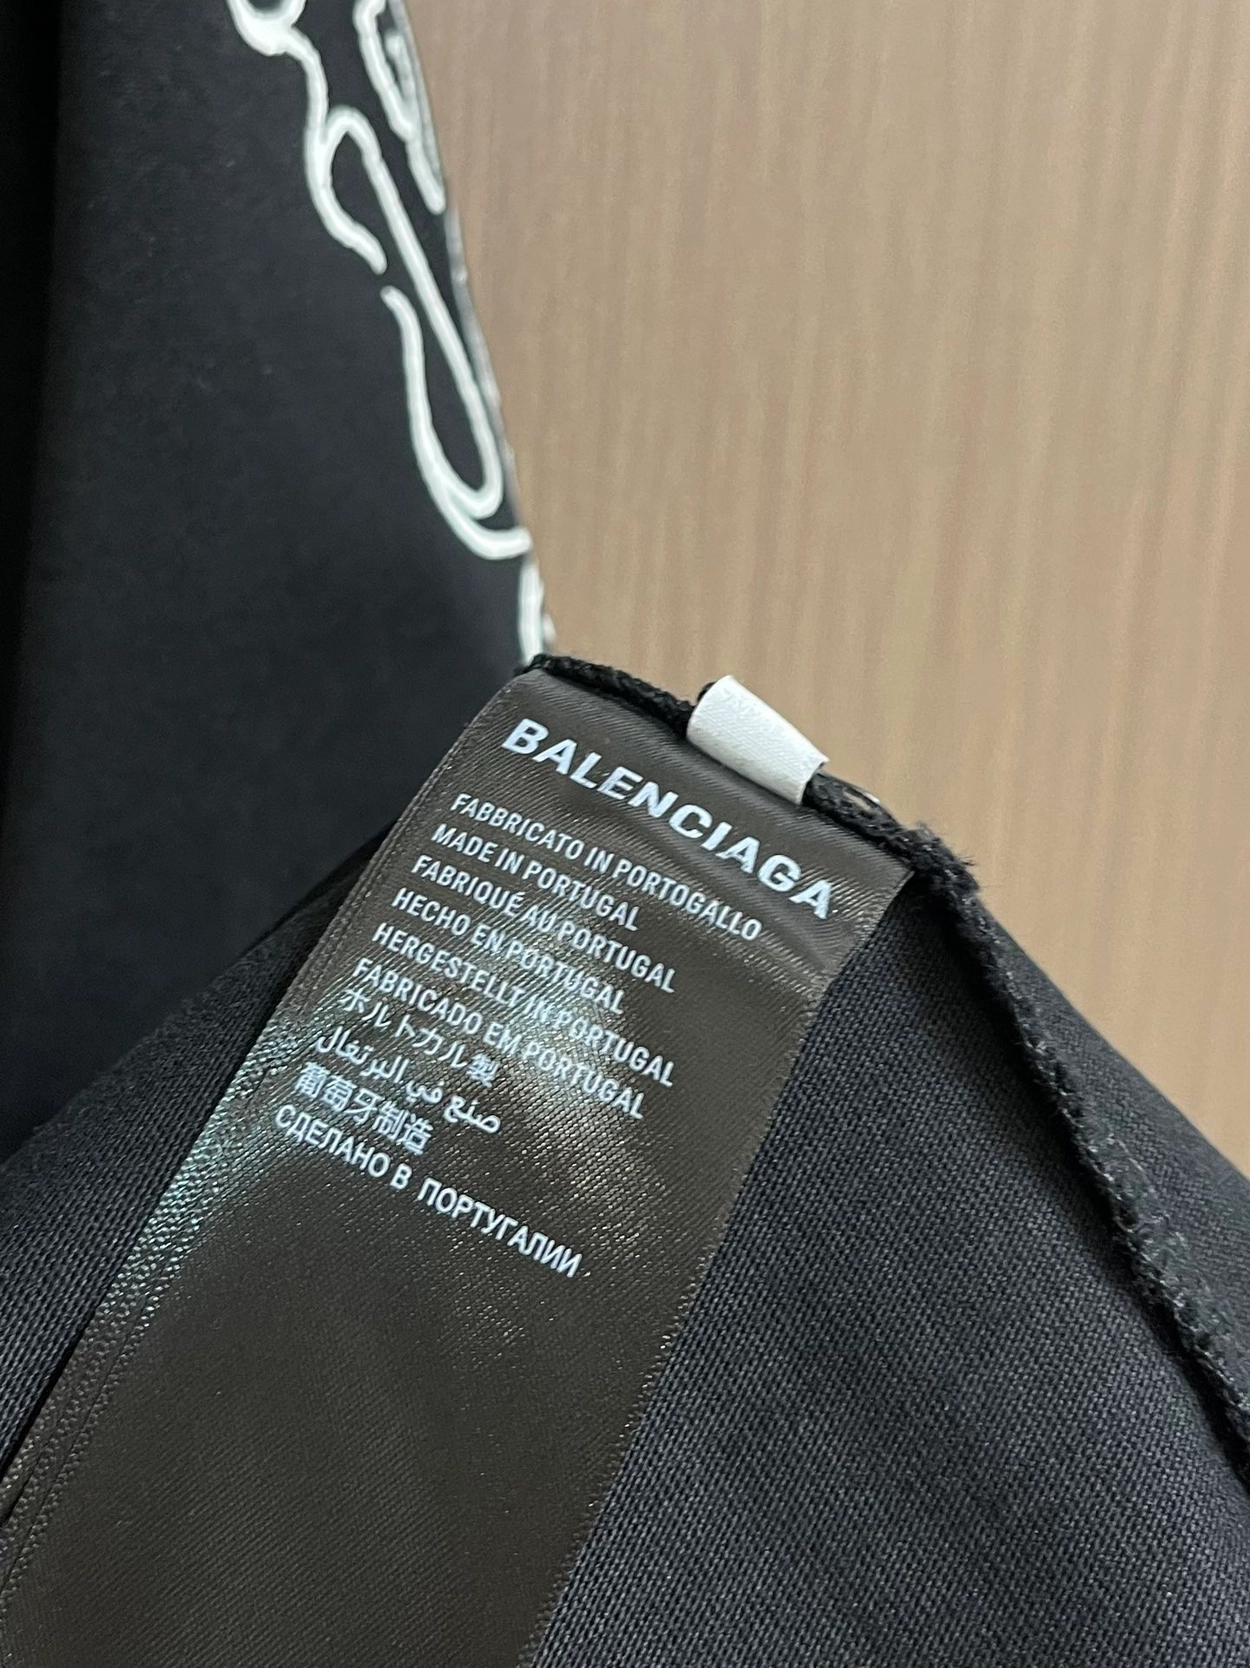 BALENCIAGA
FABBRICATO IN PORTOGALLO
MADE IN PORTUGAL
FABRIQUÉ AU PORTUGAL
HECHO EN PORTUGAL
HERGESTELLT IN PORTUGAL
FABRICADO EM PORTUGAL
ポルトガル製
صنع في البرتغال
葡萄牙制造
СДЕЛАНО В ПОРТУГАЛИИ